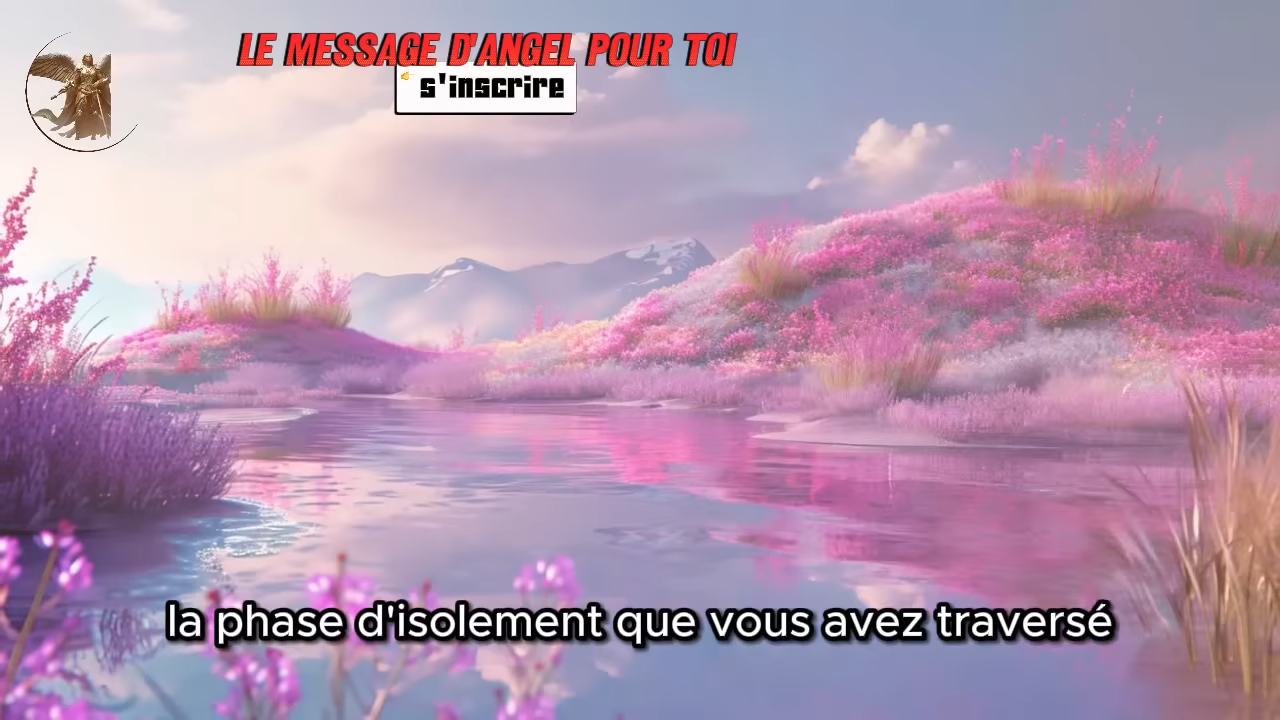 LE MESSAGE D'ANGEL POUR TOI
s'inscrire
la phase d'isolement que vous avez traversé